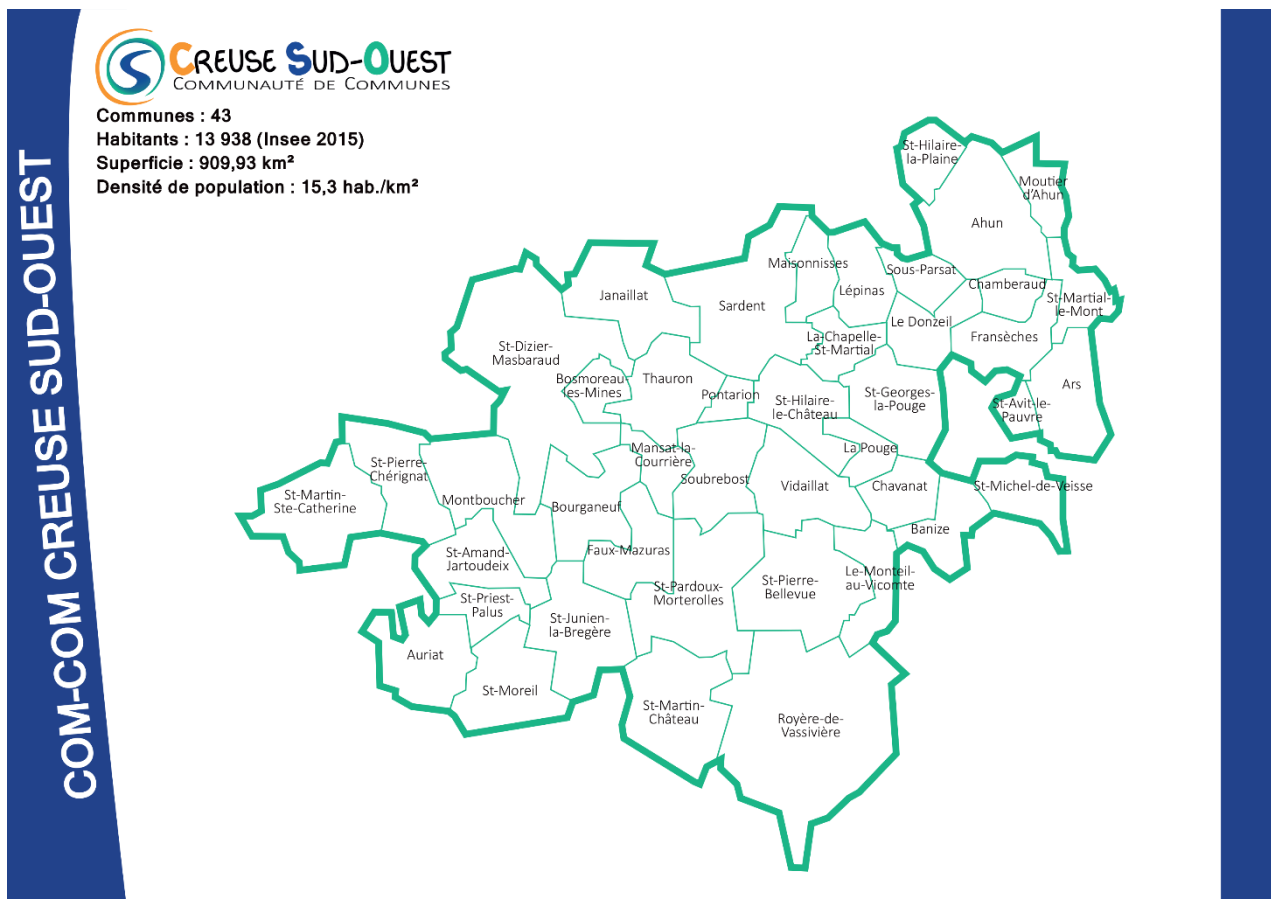 CREUSE SUD-OUEST
COMMUNAUTÉ DE COMMUNES
Communes : 43
Habitants : 13 938 (Insee 2015)
Superficie : 909,93 km²
Densité de population : 15,3 hab./km²
COM-COM CREUSE SUD-OUEST
St-Hilaire-
la-Plaine
Moutier
d'Ahun
Ahun
Maisonnisses
Sous-Parsat
Lépinas
Chamberaud
St-Martial-
le-Mont
Janaillat
Sardent
Le Donzeil
Fransèches
La-Chapelle-
St-Martial
St-Dizier-
Masbaraud
Bosmoreau-
les-Mines
Thauron
Pontarion
St-Hilaire-
le-Château
St-Georges-
la-Pouge
Ars
St-Avit-le-
Pauvre
Mansat-la-
Courrière
La Pouge
St-Pierre-
Chérignat
Soubrebost
Vidaillat
Chavanat
St-Michel-de-Veisse
St-Martin-
Ste-Catherine
Montboucher
Bourganeuf
Banize
St-Amand-
Jartoudeix
Faux-Mazuras
St-Pardoux-
Morterolles
St-Pierre-
Bellevue
Le-Monteil-
au-Vicomte
St-Priest-
Palus
St-Junien-
la-Bregère
Auriat
St-Moreil
St-Martin-
Château
Royère-de-
Vassivière